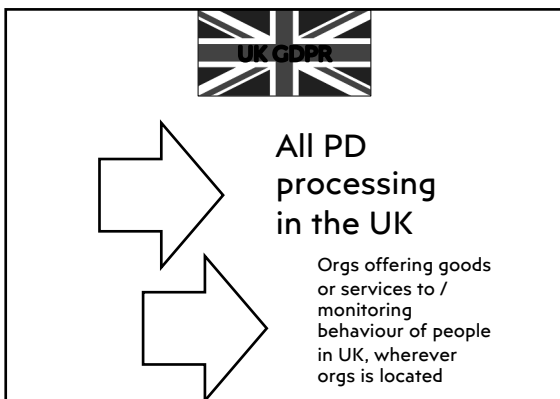 UK GDPR
All PD
processing
in the UK
Orgs offering goods
or services to /
monitoring
behaviour of people
in UK, wherever
orgs is located